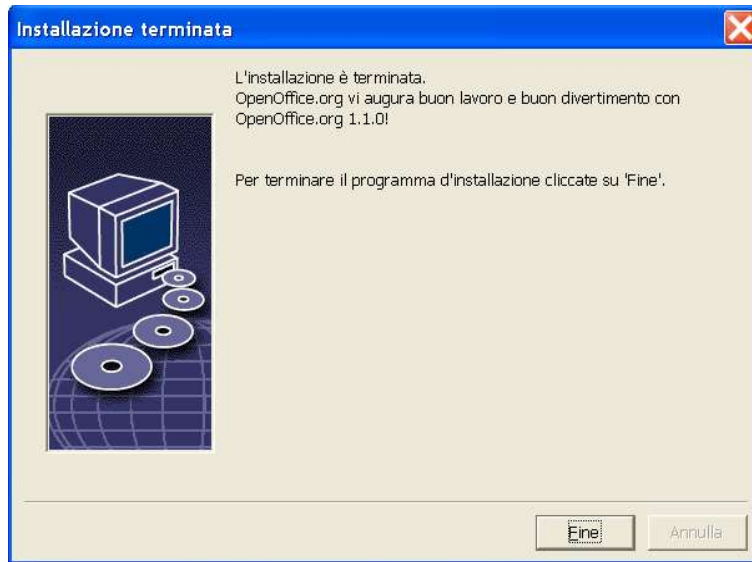 Installazione terminata
L'installazione è terminata.
OpenOffice.org vi augura buon lavoro e buon divertimento con
OpenOffice.org 1.1.0!
Per terminare il programma d'installazione cliccate su 'Fine'.
Fine
Annulla